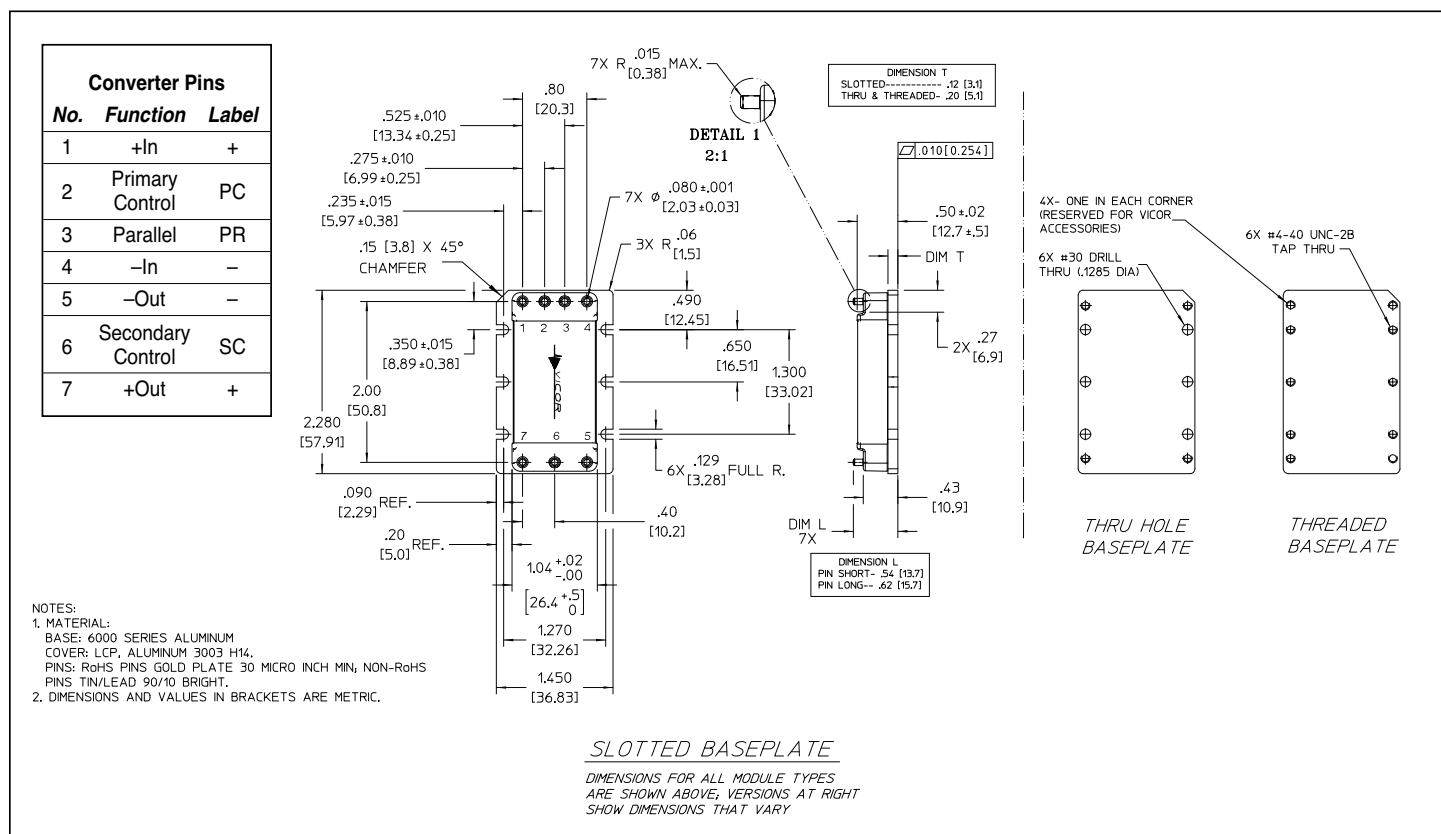 Converter Pins
No. Function Label
1 +In +
2 Primary Control PC
3 Parallel PR
4 –In –
5 –Out –
6 Secondary Control SC
7 +Out +
7X R .015 [0.38] MAX.
.80
[20.3]
.525 ±.010
[13.34 ±0.25]
.275 ±.010
[6.99 ±0.25]
.235 ±.015
[5.97 ±0.38]
.15 [3.8] X 45°
CHAMFER
DETAIL 1
2:1
7X Ø .080 ±.001
[2.03 ±0.03]
3X R .06
[1.5]
.490
[12.45]
.650
[16.51]
1.300
[33.02]
.350 ±.015
[8.89 ±0.38]
2.00
[50.8]
2.280
[57.91]
1 2 3 4
VICOR
7 6 5
6X .129 [3.28] FULL R.
.090 [2.29] REF.
.20 [5.0] REF.
.40
[10.2]
1.04 +.02 -.00
[26.4 +.5 0]
1.270
[32.26]
1.450
[36.83]
DIMENSION T
SLOTTED----------- .12 [3.1]
THRU & THREADED- .20 [5.1]
.010[0.254]
.50 ±.02
[12.7 ±.5]
DIM T
2X .27
[6.9]
.43
[10.9]
DIM L
7X
DIMENSION L
PIN SHORT- .54 [13.7]
PIN LONG-- .62 [15.7]
4X- ONE IN EACH CORNER
(RESERVED FOR VICOR
ACCESSORIES)
6X #30 DRILL
THRU (.1285 DIA)
6X #4-40 UNC-2B
TAP THRU
THRU HOLE
BASEPLATE
THREADED
BASEPLATE
NOTES:
1. MATERIAL:
BASE: 6000 SERIES ALUMINUM
COVER: LCP, ALUMINUM 3003 H14.
PINS: RoHS PINS GOLD PLATE 30 MICRO INCH MIN; NON-RoHS
PINS TIN/LEAD 90/10 BRIGHT.
2. DIMENSIONS AND VALUES IN BRACKETS ARE METRIC.
SLOTTED BASEPLATE
DIMENSIONS FOR ALL MODULE TYPES
ARE SHOWN ABOVE; VERSIONS AT RIGHT
SHOW DIMENSIONS THAT VARY